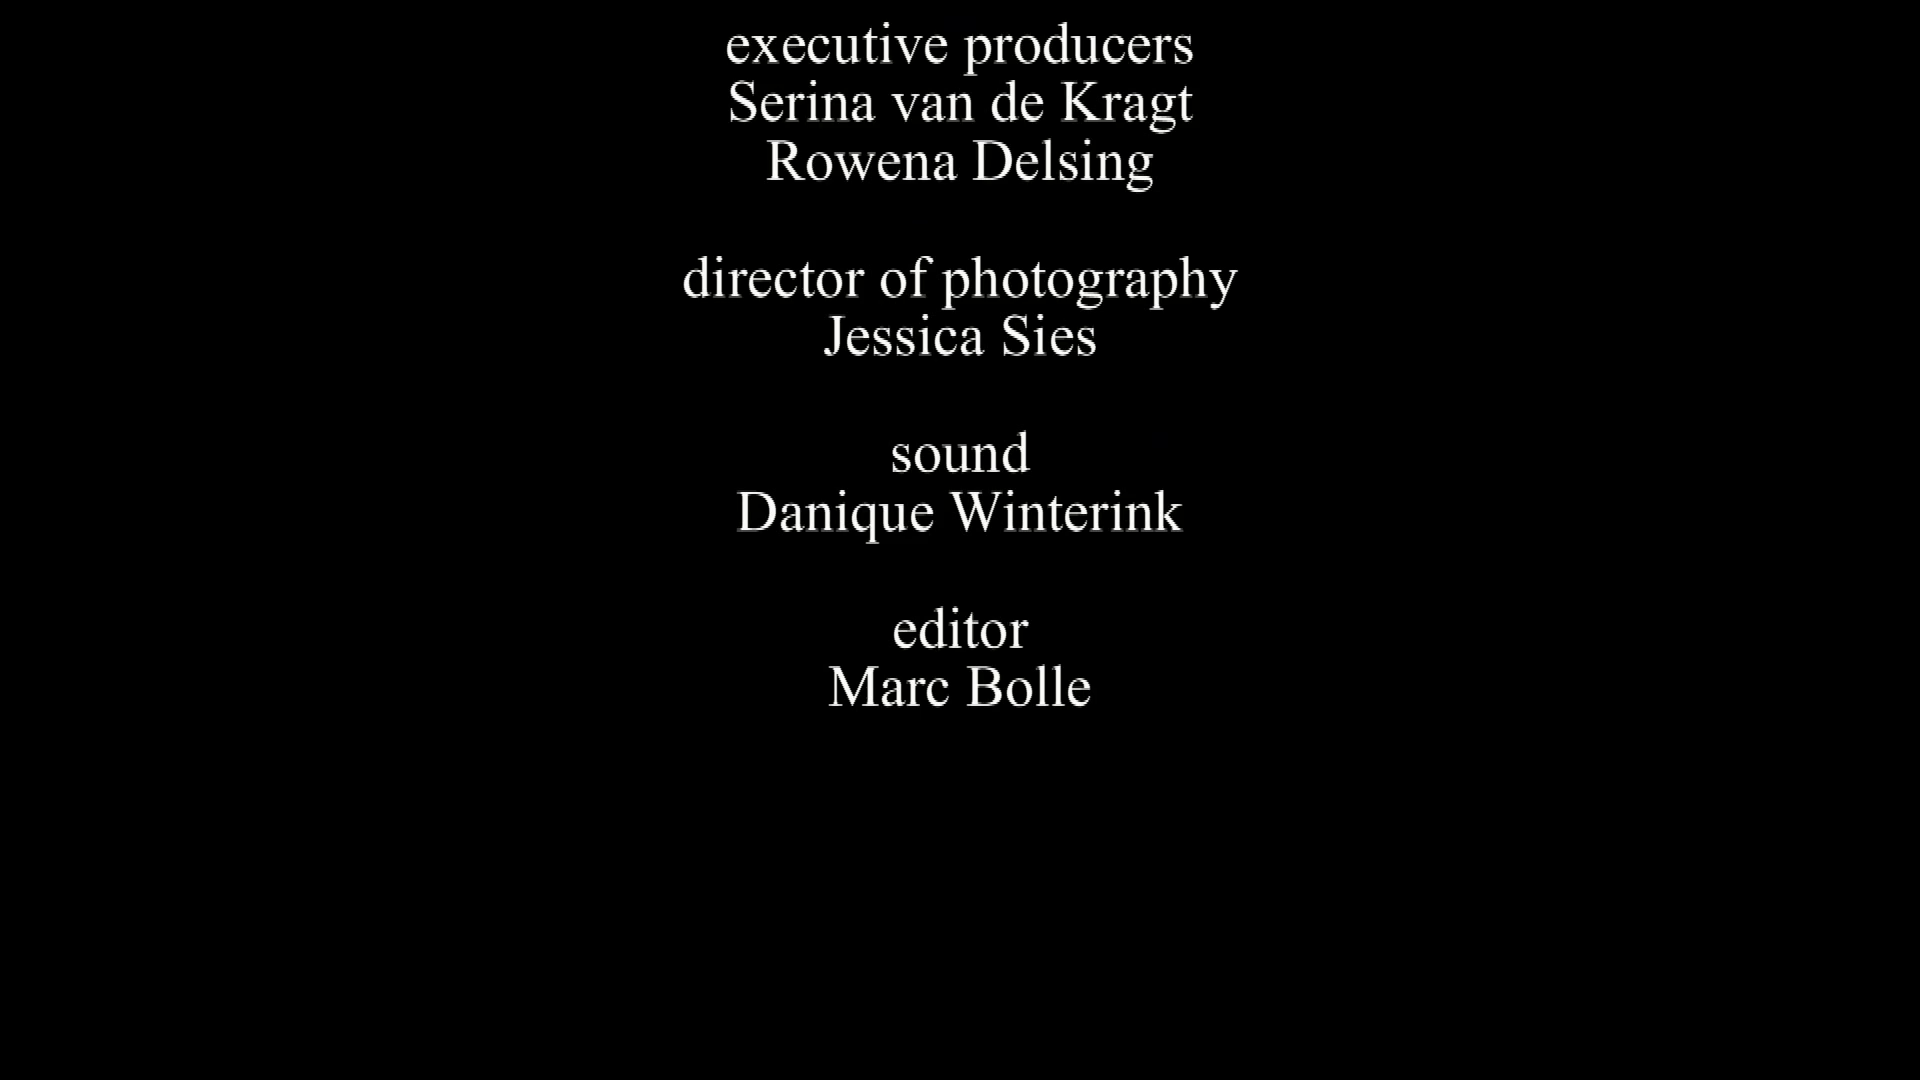 executive producers
Serina van de Kragt
Rowena Delsing
director of photography
Jessica Sies
sound
Danique Winterink
editor
Marc Bolle